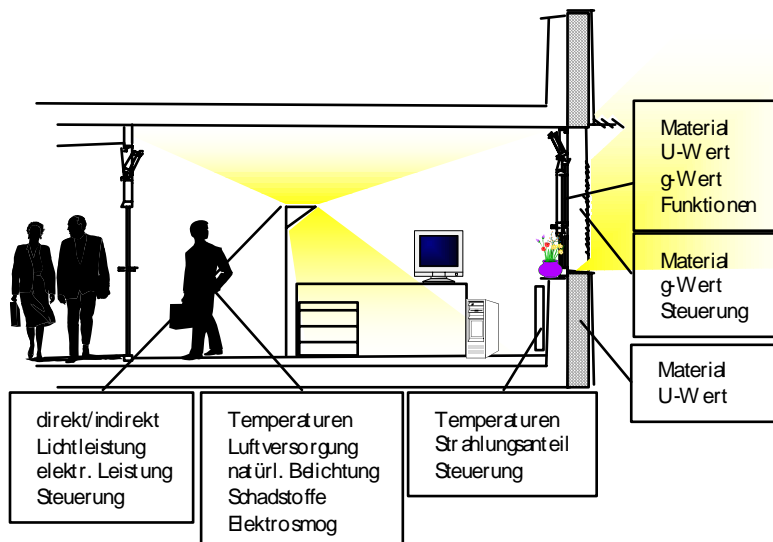 Material
U-Wert
g-Wert
Funktionen
Material
g-Wert
Steuerung
Material
U-Wert
direkt/indirekt
Lichtleistung
elektr. Leistung
Steuerung
Temperaturen
Luftversorgung
natürl. Belichtung
Schadstoffe
Elektrosmog
Temperaturen
Strahlungsanteil
Steuerung